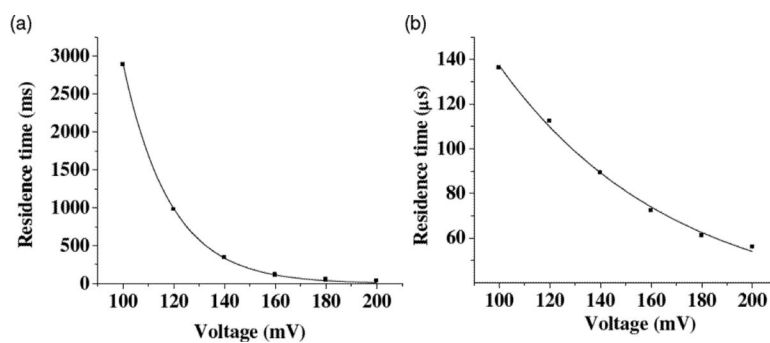 (a)
3000
2500
2000
1500
1000
500
0
Residence time (ms)
100 120 140 160 180 200
Voltage (mV)
(b)
140
120
100
80
60
Residence time (μs)
100 120 140 160 180 200
Voltage (mV)